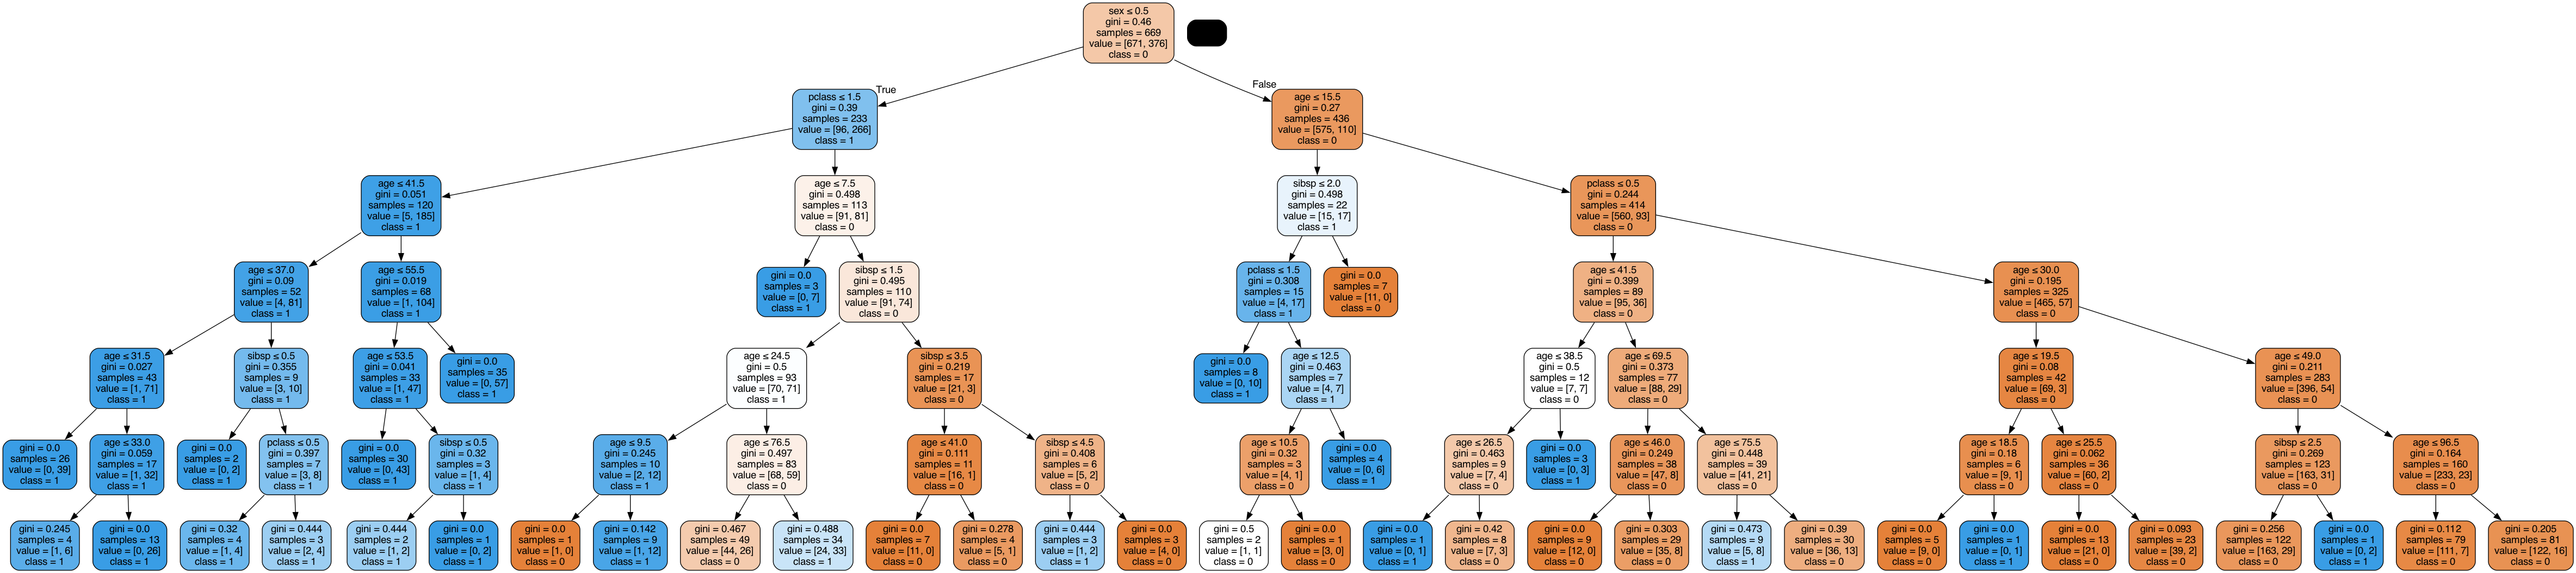 sex ≤ 0.5
gini = 0.46
samples = 669
value = [671, 376]
class = 0
True
False
pclass ≤ 1.5
gini = 0.39
samples = 233
value = [96, 266]
class = 1
age ≤ 15.5
gini = 0.27
samples = 436
value = [575, 110]
class = 0
age ≤ 41.5
gini = 0.051
samples = 120
value = [5, 185]
class = 1
age ≤ 7.5
gini = 0.498
samples = 113
value = [91, 81]
class = 0
sibsp ≤ 2.0
gini = 0.498
samples = 22
value = [15, 17]
class = 1
pclass ≤ 0.5
gini = 0.244
samples = 414
value = [560, 93]
class = 0
age ≤ 37.0
gini = 0.09
samples = 52
value = [4, 81]
class = 1
age ≤ 55.5
gini = 0.019
samples = 68
value = [1, 104]
class = 1
gini = 0.0
samples = 3
value = [0, 7]
class = 1
sibsp ≤ 1.5
gini = 0.495
samples = 110
value = [91, 74]
class = 0
pclass ≤ 1.5
gini = 0.308
samples = 15
value = [4, 17]
class = 1
gini = 0.0
samples = 7
value = [11, 0]
class = 0
age ≤ 41.5
gini = 0.399
samples = 89
value = [95, 36]
class = 0
age ≤ 30.0
gini = 0.195
samples = 325
value = [465, 57]
class = 0
age ≤ 31.5
gini = 0.027
samples = 43
value = [1, 71]
class = 1
sibsp ≤ 0.5
gini = 0.355
samples = 9
value = [3, 10]
class = 1
age ≤ 53.5
gini = 0.041
samples = 33
value = [1, 47]
class = 1
gini = 0.0
samples = 35
value = [0, 57]
class = 1
age ≤ 24.5
gini = 0.5
samples = 93
value = [70, 71]
class = 1
sibsp ≤ 3.5
gini = 0.219
samples = 17
value = [21, 3]
class = 0
gini = 0.0
samples = 8
value = [0, 10]
class = 1
age ≤ 12.5
gini = 0.463
samples = 7
value = [4, 7]
class = 1
age ≤ 38.5
gini = 0.5
samples = 12
value = [7, 7]
class = 0
age ≤ 69.5
gini = 0.373
samples = 77
value = [88, 29]
class = 0
age ≤ 19.5
gini = 0.08
samples = 42
value = [69, 3]
class = 0
age ≤ 49.0
gini = 0.211
samples = 283
value = [396, 54]
class = 0
gini = 0.0
samples = 26
value = [0, 39]
class = 1
age ≤ 33.0
gini = 0.059
samples = 17
value = [1, 32]
class = 1
gini = 0.0
samples = 2
value = [0, 2]
class = 1
pclass ≤ 0.5
gini = 0.397
samples = 7
value = [3, 8]
class = 1
gini = 0.0
samples = 30
value = [0, 43]
class = 1
sibsp ≤ 0.5
gini = 0.32
samples = 3
value = [1, 4]
class = 1
age ≤ 9.5
gini = 0.245
samples = 10
value = [2, 12]
class = 1
age ≤ 76.5
gini = 0.497
samples = 83
value = [68, 59]
class = 0
age ≤ 41.0
gini = 0.111
samples = 11
value = [16, 1]
class = 0
sibsp ≤ 4.5
gini = 0.408
samples = 6
value = [5, 2]
class = 0
age ≤ 10.5
gini = 0.32
samples = 3
value = [4, 1]
class = 0
gini = 0.0
samples = 4
value = [0, 6]
class = 1
age ≤ 26.5
gini = 0.463
samples = 9
value = [7, 4]
class = 0
gini = 0.0
samples = 3
value = [0, 3]
class = 1
age ≤ 46.0
gini = 0.249
samples = 38
value = [47, 8]
class = 0
age ≤ 75.5
gini = 0.448
samples = 39
value = [41, 21]
class = 0
age ≤ 18.5
gini = 0.18
samples = 6
value = [9, 1]
class = 0
age ≤ 25.5
gini = 0.062
samples = 36
value = [60, 2]
class = 0
sibsp ≤ 2.5
gini = 0.269
samples = 123
value = [163, 31]
class = 0
age ≤ 96.5
gini = 0.164
samples = 160
value = [233, 23]
class = 0
gini = 0.245
samples = 4
value = [1, 6]
class = 1
gini = 0.0
samples = 13
value = [0, 26]
class = 1
gini = 0.32
samples = 4
value = [1, 4]
class = 1
gini = 0.444
samples = 3
value = [2, 4]
class = 1
gini = 0.444
samples = 2
value = [1, 2]
class = 1
gini = 0.0
samples = 1
value = [0, 2]
class = 1
gini = 0.0
samples = 1
value = [1, 0]
class = 0
gini = 0.142
samples = 9
value = [1, 12]
class = 1
gini = 0.467
samples = 49
value = [44, 26]
class = 0
gini = 0.488
samples = 34
value = [24, 33]
class = 1
gini = 0.0
samples = 7
value = [11, 0]
class = 0
gini = 0.278
samples = 4
value = [5, 1]
class = 0
gini = 0.444
samples = 3
value = [1, 2]
class = 1
gini = 0.0
samples = 3
value = [4, 0]
class = 0
gini = 0.5
samples = 2
value = [1, 1]
class = 0
gini = 0.0
samples = 1
value = [3, 0]
class = 0
gini = 0.0
samples = 1
value = [0, 1]
class = 1
gini = 0.42
samples = 8
value = [7, 3]
class = 0
gini = 0.0
samples = 9
value = [12, 0]
class = 0
gini = 0.303
samples = 29
value = [35, 8]
class = 0
gini = 0.473
samples = 9
value = [5, 8]
class = 1
gini = 0.39
samples = 30
value = [36, 13]
class = 0
gini = 0.0
samples = 5
value = [9, 0]
class = 0
gini = 0.0
samples = 1
value = [0, 1]
class = 1
gini = 0.0
samples = 13
value = [21, 0]
class = 0
gini = 0.093
samples = 23
value = [39, 2]
class = 0
gini = 0.256
samples = 122
value = [163, 29]
class = 0
gini = 0.0
samples = 1
value = [0, 2]
class = 1
gini = 0.112
samples = 79
value = [111, 7]
class = 0
gini = 0.205
samples = 81
value = [122, 16]
class = 0